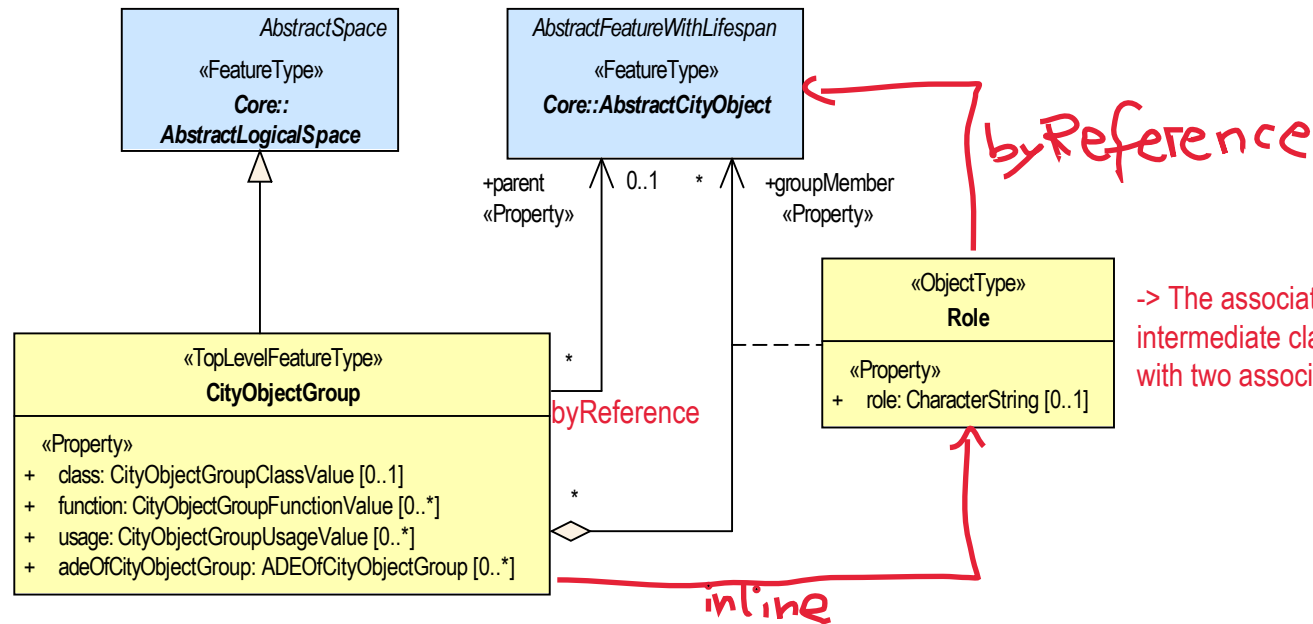 AbstractSpace
«FeatureType»
Core::
AbstractLogicalSpace
AbstractFeatureWithLifespan
«FeatureType»
Core::AbstractCityObject
byReference
+parent
0..1
*
+groupMember
«Property»
«Property»
«ObjectType»
Role
«Property»
+ role: CharacterString [0..1]
-> The associat
intermediate cla
with two associ
«TopLevelFeatureType»
CityObjectGroup
«Property»
+ class: CityObjectGroupClassValue [0..1]
+ function: CityObjectGroupFunctionValue [0..*]
+ usage: CityObjectGroupUsageValue [0..*]
+ adeOfCityObjectGroup: ADEOfCityObjectGroup [0..*]
*
byReference
*
inline